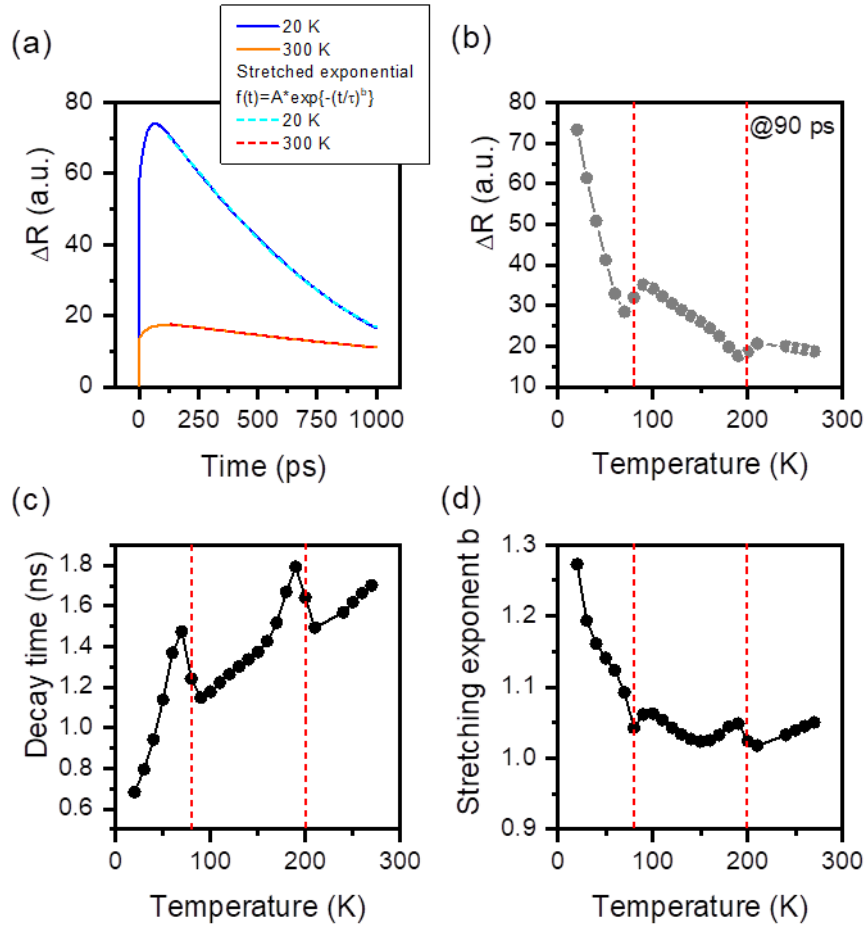 (a)
20 K
300 K
Stretched exponential
f(t)=A*exp{-(t/τ)ᵇ}
20 K
300 K
80
60
40
20
0
ΔR (a.u.)
0 250 500 750 1000
Time (ps)
(b)
@90 ps
80
70
60
50
40
30
20
10
ΔR (a.u.)
0 100 200 300
Temperature (K)
(c)
1.8
1.6
1.4
1.2
1.0
0.8
0.6
Decay time (ns)
0 100 200 300
Temperature (K)
(d)
1.3
1.2
1.1
1.0
0.9
Stretching exponent b
0 100 200 300
Temperature (K)